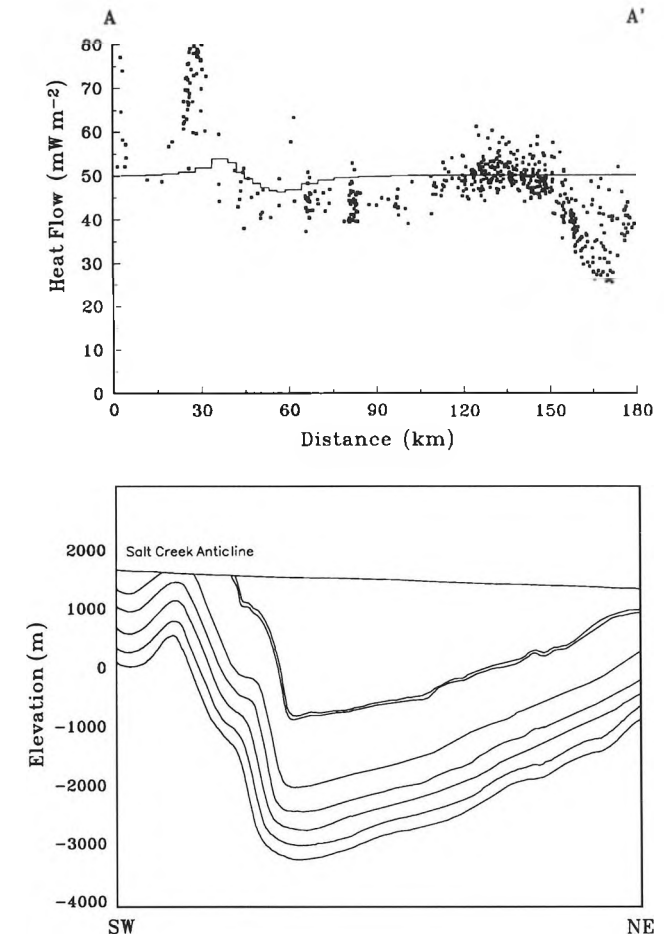 A A'
80
70
60
50
40
30
20
10
0
Heat Flow (mW m−2)
0 30 60 90 120 150 180
Distance (km)
2000
1000
0
-1000
-2000
-3000
-4000
Elevation (m)
Salt Creek Anticline
SW NE